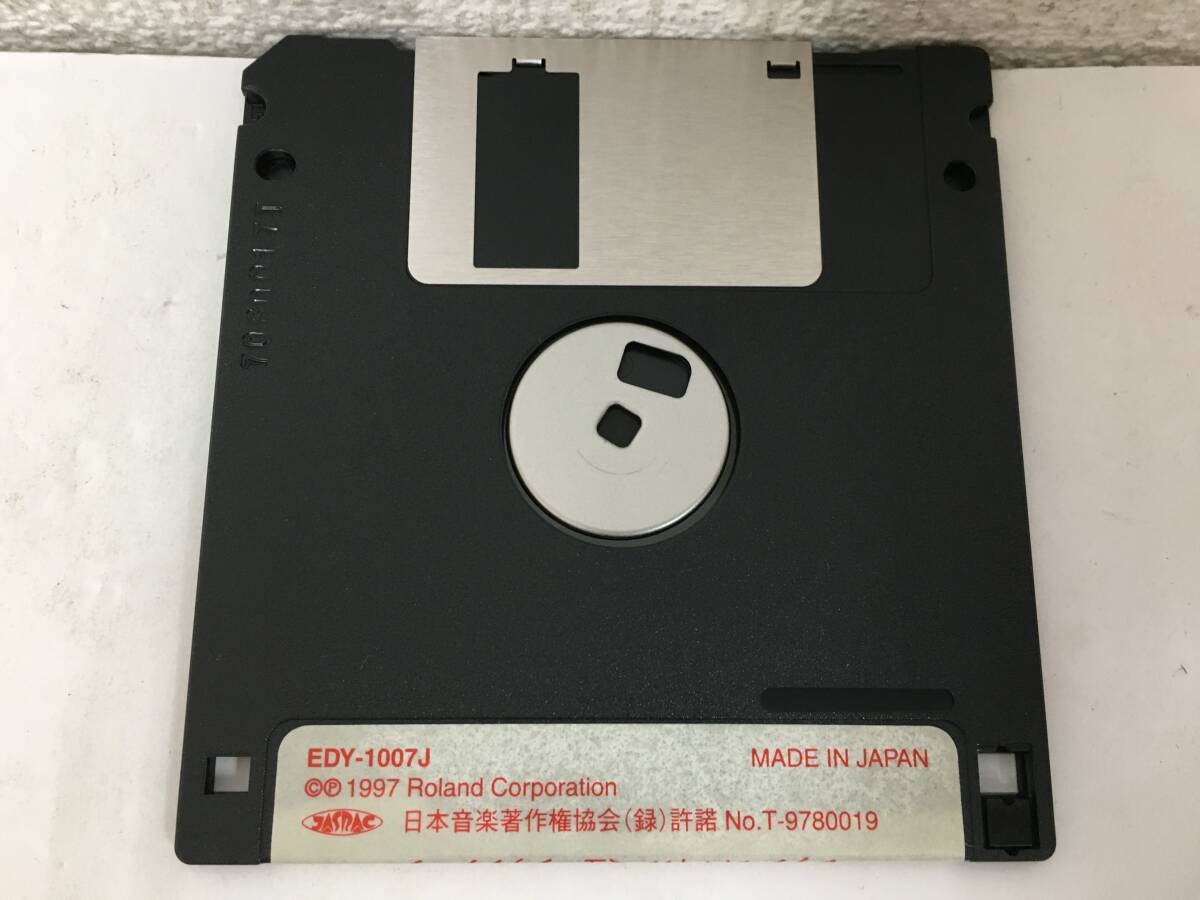 EDY-1007J MADE IN JAPAN
©℗ 1997 Roland Corporation
JASRAC 日本音楽著作権協会(録)許諾 No.T-9780019